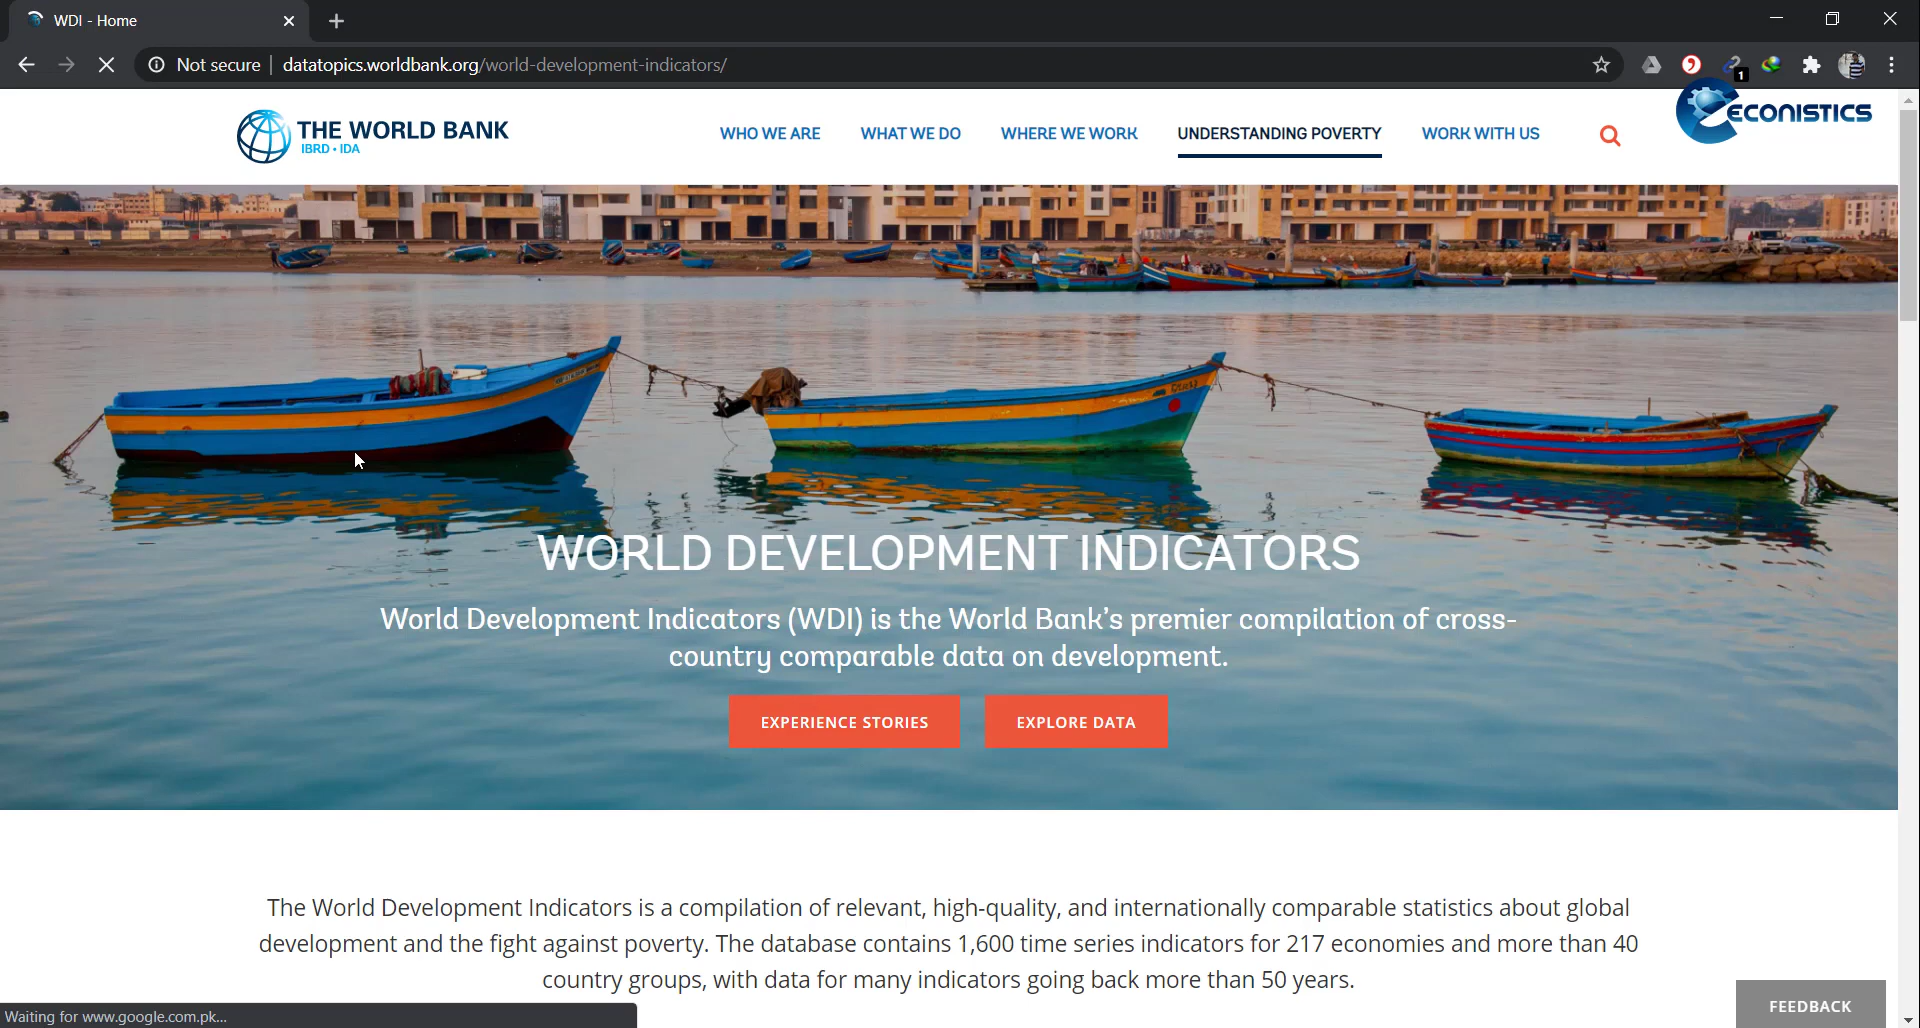 WDI - Home
Not secure | datatopics.worldbank.org/world-development-indicators/
1
THE WORLD BANK
IBRD • IDA
WHO WE ARE
WHAT WE DO
WHERE WE WORK
UNDERSTANDING POVERTY
WORK WITH US
ECONISTICS
WORLD DEVELOPMENT INDICATORS
World Development Indicators (WDI) is the World Bank’s premier compilation of cross-
country comparable data on development.
EXPERIENCE STORIES
EXPLORE DATA
The World Development Indicators is a compilation of relevant, high-quality, and internationally comparable statistics about global
development and the fight against poverty. The database contains 1,600 time series indicators for 217 economies and more than 40
country groups, with data for many indicators going back more than 50 years.
FEEDBACK
Waiting for www.google.com.pk...